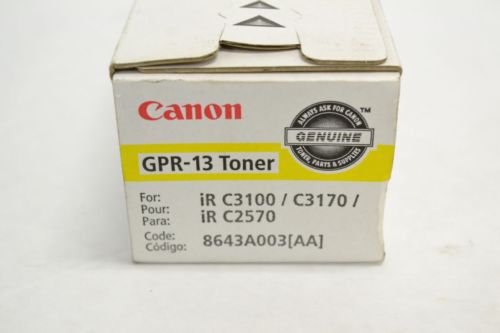 Canon
ALWAYS ASK FOR CANON
GENUINE
TONER, PARTS & SUPPLIES
™
GPR-13 Toner
For: iR C3100 / C3170 /
Pour:
Para: iR C2570
Code: 8643A003[AA]
Código: